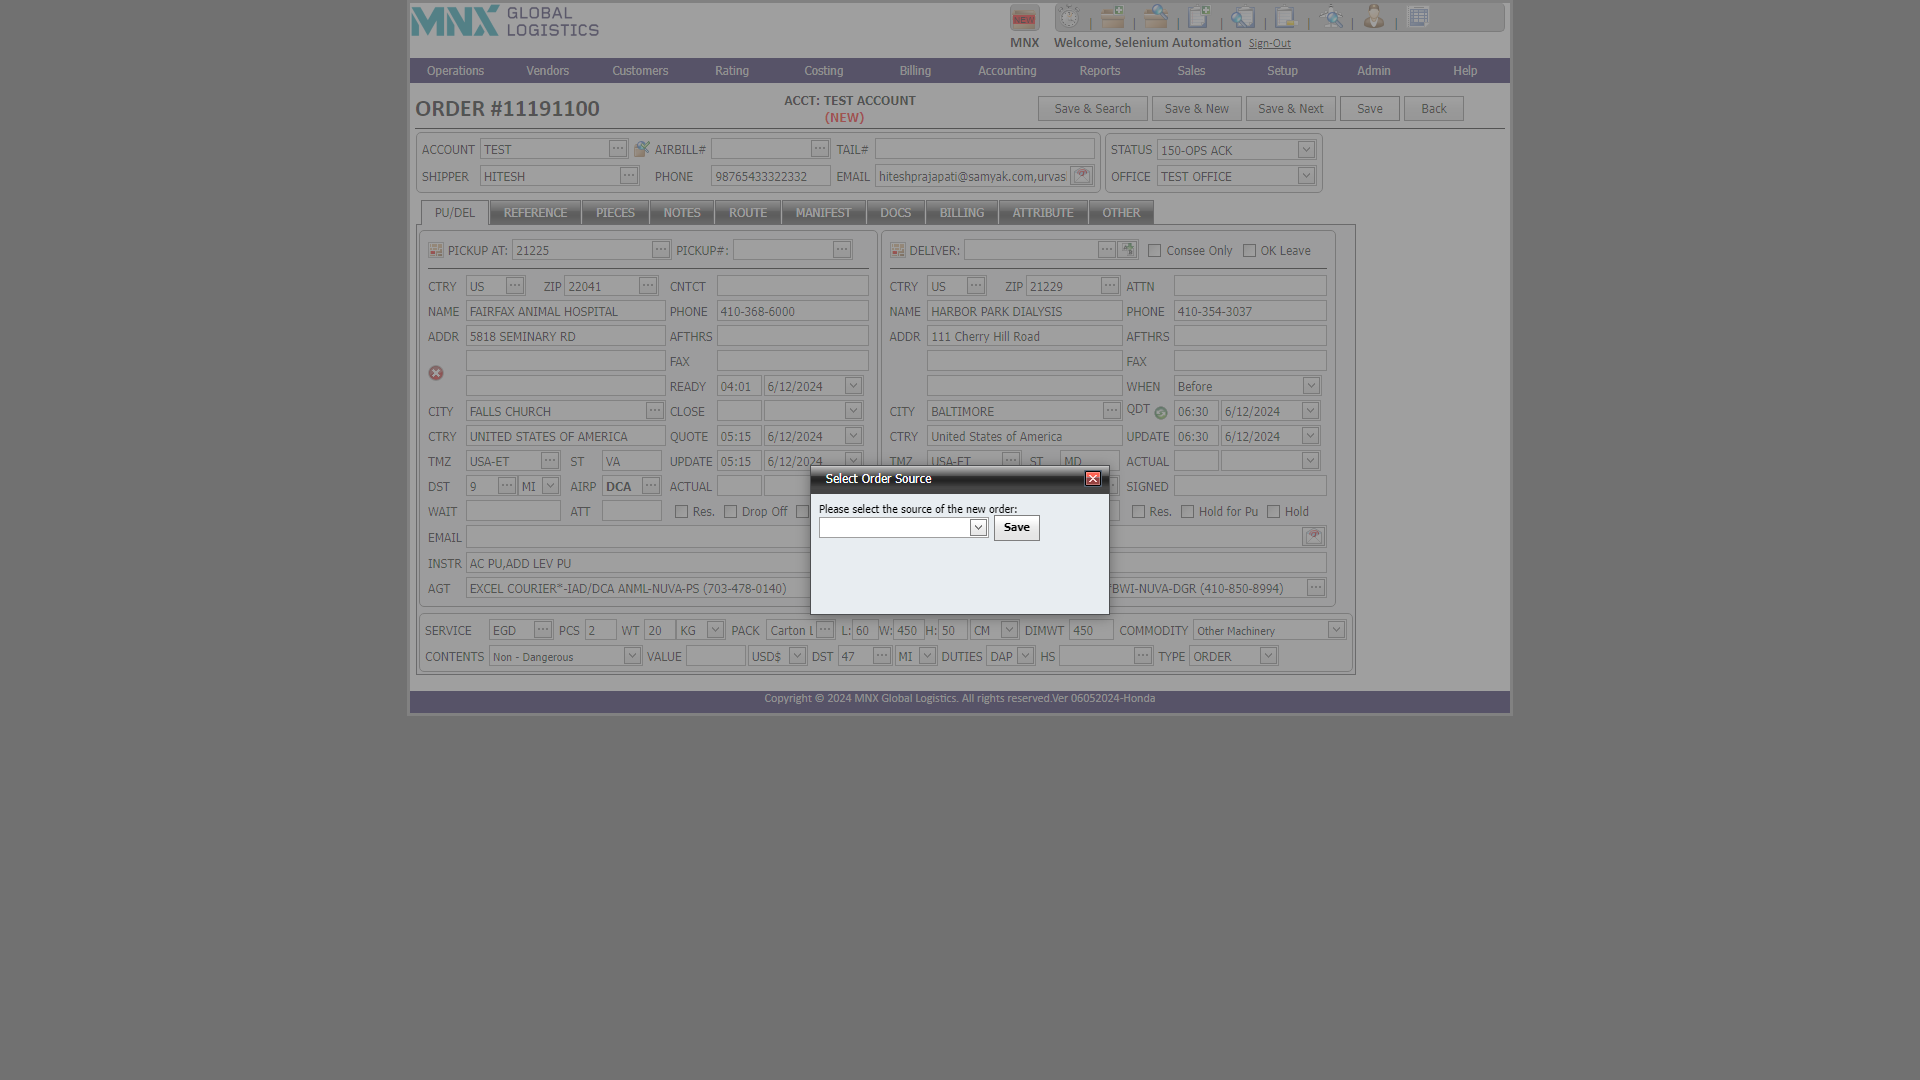 MNX GLOBAL LOGISTICS
NEW
MNX Welcome, Selenium Automation Sign-Out
Operations Vendors Customers Rating Costing Billing Accounting Reports Sales Setup Admin Help
ORDER #11191100
ACCT: TEST ACCOUNT
(NEW)
Save & Search Save & New Save & Next Save Back
ACCOUNT TEST AIRBILL# TAIL# STATUS 150-OPS ACK
SHIPPER HITESH PHONE 98765433322332 EMAIL hiteshprajapati@samyak.com,urvas OFFICE TEST OFFICE
PU/DEL REFERENCE PIECES NOTES ROUTE MANIFEST DOCS BILLING ATTRIBUTE OTHER
PICKUP AT: 21225 PICKUP#: DELIVER: Consee Only OK Leave
CTRY US ZIP 22041 CNTCT CTRY US ZIP 21229 ATTN
NAME FAIRFAX ANIMAL HOSPITAL PHONE 410-368-6000 NAME HARBOR PARK DIALYSIS PHONE 410-354-3037
ADDR 5818 SEMINARY RD AFTHRS ADDR 111 Cherry Hill Road AFTHRS
FAX FAX
READY 04:01 6/12/2024 WHEN Before
CITY FALLS CHURCH CLOSE CITY BALTIMORE QDT 06:30 6/12/2024
CTRY UNITED STATES OF AMERICA QUOTE 05:15 6/12/2024 CTRY United States of America UPDATE 06:30 6/12/2024
TMZ USA-ET ST VA UPDATE 05:15 6/12/2024 TMZ USA-ET ST MD ACTUAL
DST 9 MI AIRP DCA ACTUAL SIGNED
WAIT ATT Res. Drop Off Res. Hold for Pu Hold
EMAIL
INSTR AC PU,ADD LEV PU
AGT EXCEL COURIER*-IAD/DCA ANML-NUVA-PS (703-478-0140) BWI-NUVA-DGR (410-850-8994)
Select Order Source
Please select the source of the new order:
Save
SERVICE EGD PCS 2 WT 20 KG PACK Carton L: 60 W: 450 H: 50 CM DIMWT 450 COMMODITY Other Machinery
CONTENTS Non - Dangerous VALUE USD$ DST 47 MI DUTIES DAP HS TYPE ORDER
Copyright © 2024 MNX Global Logistics. All rights reserved.Ver 06052024-Honda